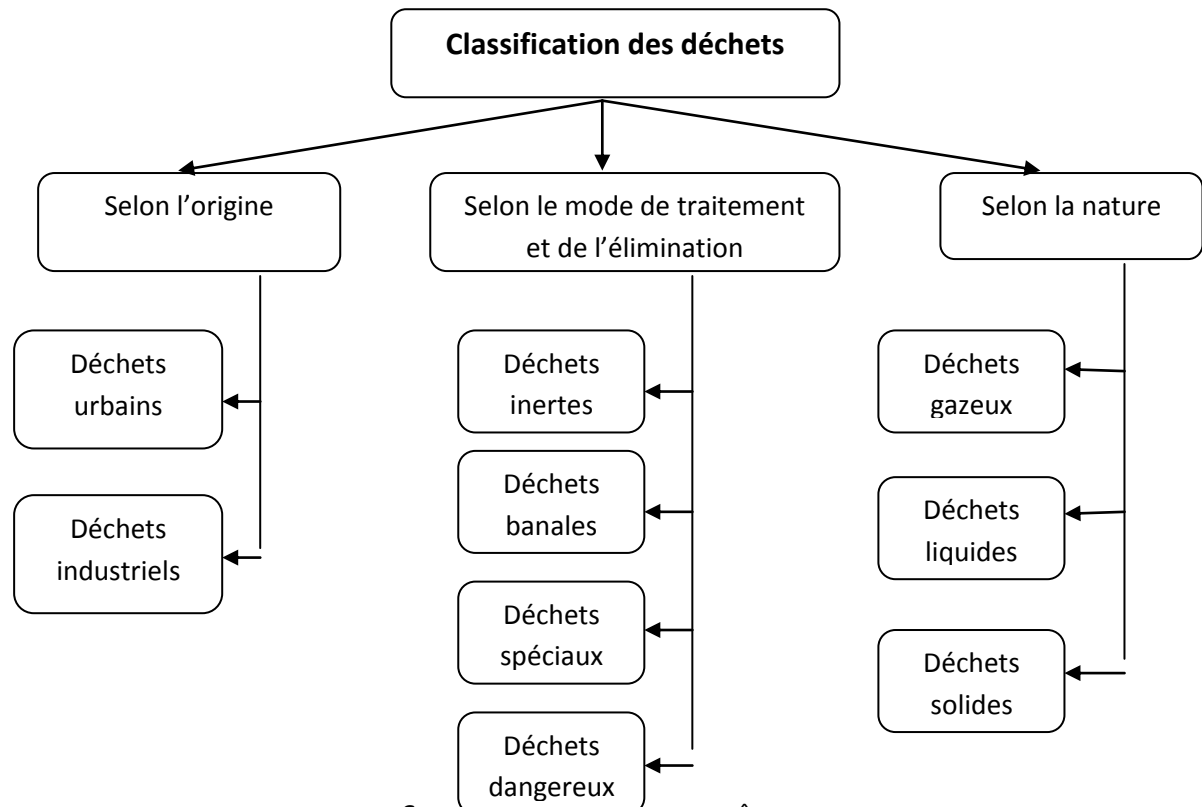 Classification des déchets
Selon l’origine
Selon le mode de traitement
et de l’élimination
Selon la nature
Déchets
urbains
Déchets
industriels
Déchets
inertes
Déchets
banales
Déchets
spéciaux
Déchets
dangereux
Déchets
gazeux
Déchets
liquides
Déchets
solides